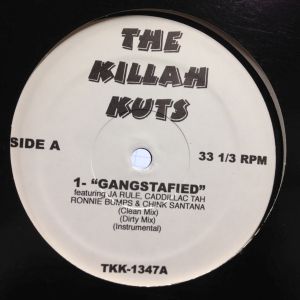 THE
KILLAH
KUTS
SIDE A
33 1/3 RPM
1- “GANGSTAFIED”
featuring JA RULE, CADDILLAC TAH
RONNIE BUMPS & CHINK SANTANA
(Clean Mix)
(Dirty Mix)
(Instrumental)
TKK-1347A